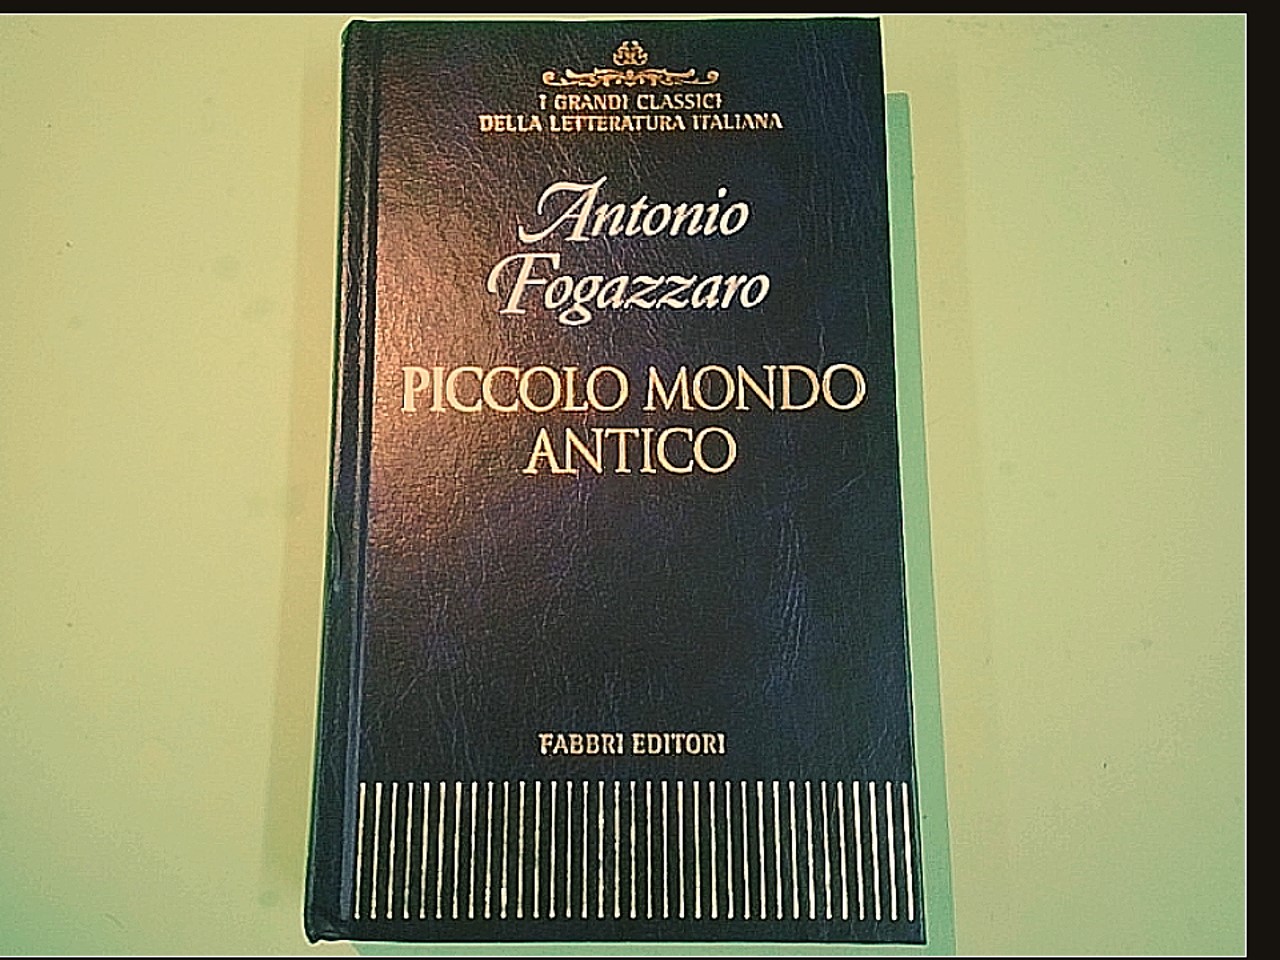 I GRANDI CLASSICI
DELLA LETTERATURA ITALIANA
Antonio
Fogazzaro
PICCOLO MONDO
ANTICO
FABBRI EDITORI